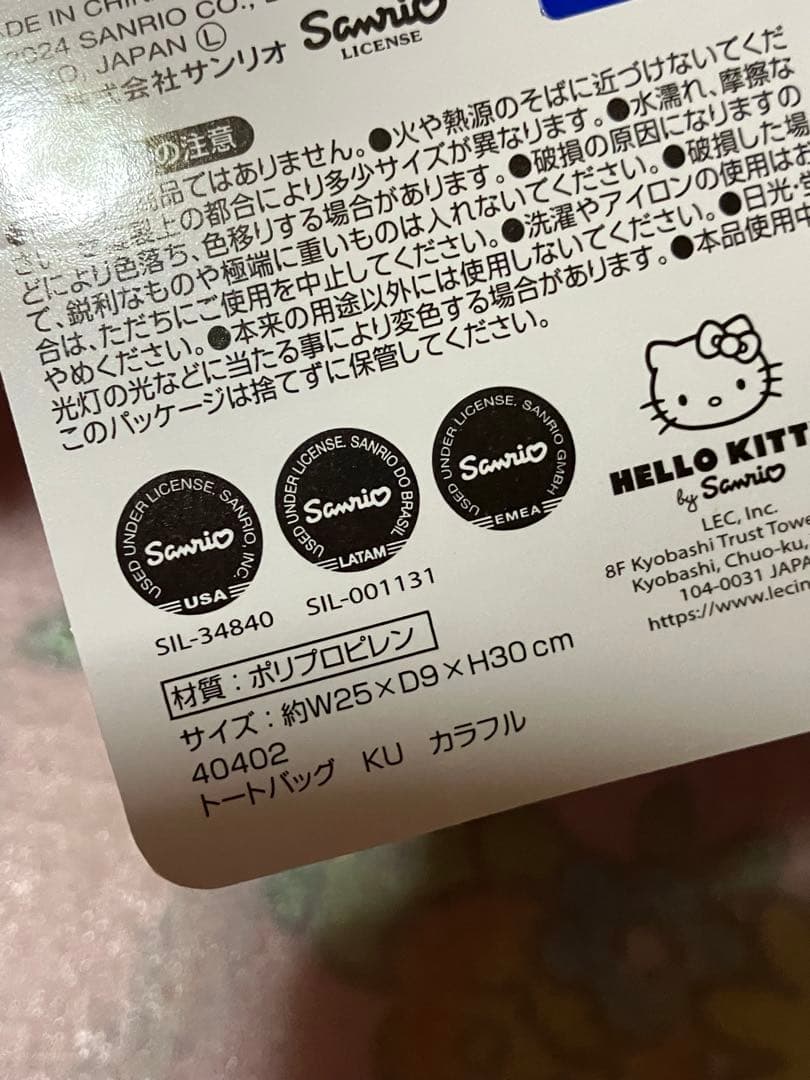 ADE IN CHIN
2024 SANRIO CO., L
O, JAPAN Ⓛ
株式会社サンリオ
Sanrio
LICENSE
の注意
品ではありません。●火や熱源のそばに近づけないでくだ
さい。 上の都合により多少サイズが異なります。●水濡れ、摩擦な
どにより色落ち、色移りする場合があります。●破損の原因になりますの
で、鋭利なものや極端に重いものは入れないでください。●破損した場
合は、ただちにご使用を中止してください。●洗濯やアイロンの使用はお
やめください。●本来の用途以外には使用しないでください。●日光・蛍
光灯の光などに当たる事により変色する場合があります。●本品使用中
このパッケージは捨てずに保管してください。
USED UNDER LICENSE. SANRIO, INC.
Sanrio
USA
SIL-34840
USED UNDER LICENSE. SANRIO DO BRASIL
Sanrio
LATAM
SIL-001131
USED UNDER LICENSE. SANRIO GMBH
Sanrio
EMEA
HELLO KITT
by Sanrio
LEC, Inc.
8F Kyobashi Trust Towe
Kyobashi, Chuo-ku,
104-0031 JAPA
https://www.lecin
材質：ポリプロピレン
サイズ：約W25×D9×H30cm
40402
トートバッグ KU カラフル